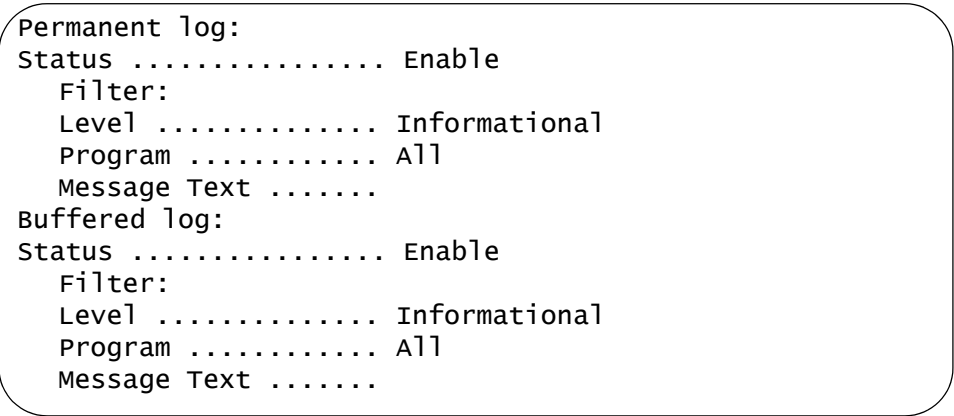 Permanent log:
Status ................ Enable
Filter:
Level .............. Informational
Program ............ All
Message Text .......
Buffered log:
Status ................ Enable
Filter:
Level .............. Informational
Program ............ All
Message Text .......